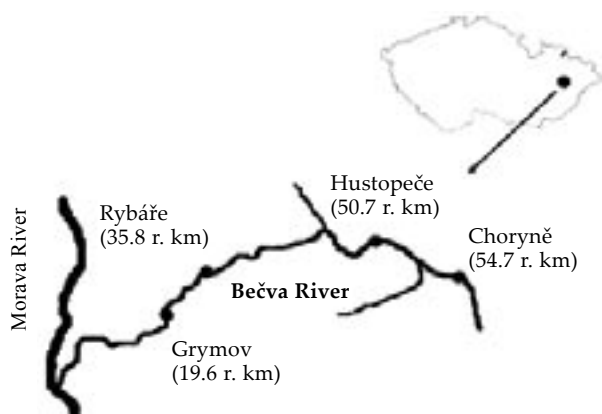 Hustopeče
(50.7 r. km)
Rybáře
(35.8 r. km)
Choryně
(54.7 r. km)
Morava River
Bečva River
Grymov
(19.6 r. km)